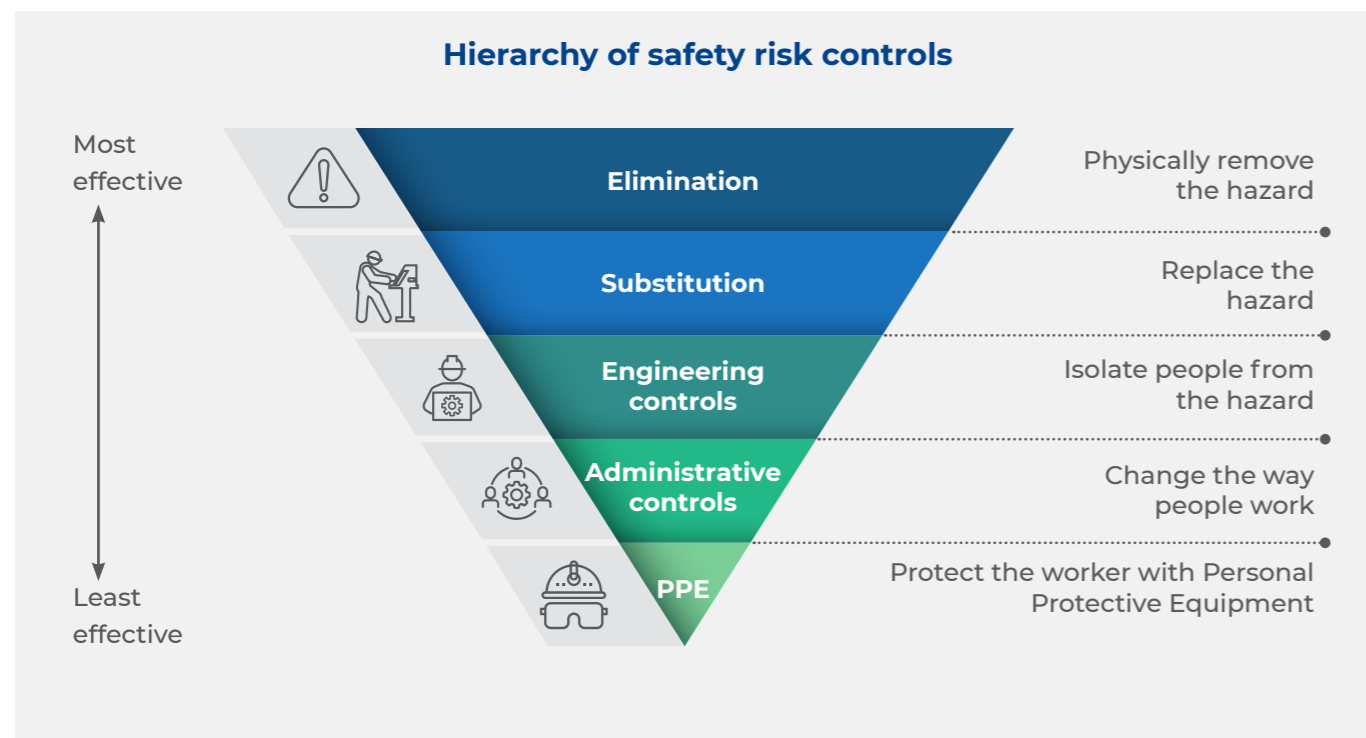 Hierarchy of safety risk controls
Most
effective
Elimination
Physically remove
the hazard
Substitution
Replace the
hazard
Engineering
controls
Isolate people from
the hazard
Administrative
controls
Change the way
people work
PPE
Protect the worker with Personal
Protective Equipment
Least
effective